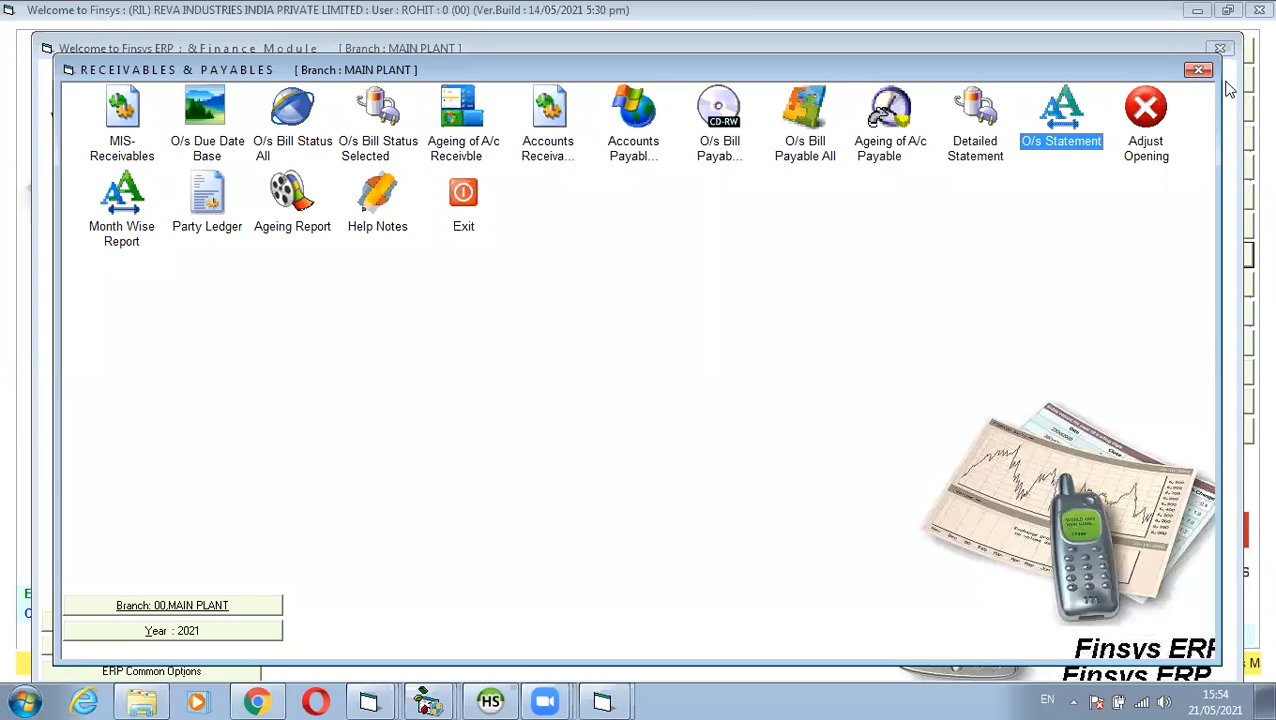 Welcome to Finsys : (RIL) REVA INDUSTRIES INDIA PRIVATE LIMITED : User : ROHIT : 0 (00) (Ver.Build : 14/05/2021 5:30 pm)
Welcome to Finsys ERP : & Finance Module [ Branch : MAIN PLANT ]
RECEIVABLES & PAYABLES [ Branch : MAIN PLANT ]
MIS-
Receivables
O/s Due Date
Base
O/s Bill Status
All
O/s Bill Status
Selected
Ageing of A/c
Receivble
Accounts
Receiva...
Accounts
Payabl...
O/s Bill
Payab...
O/s Bill
Payable All
Ageing of A/c
Payable
Detailed
Statement
O/s Statement
Adjust
Opening
Month Wise
Report
Party Ledger
Ageing Report
Help Notes
Exit
CD-RW
Branch: 00,MAIN PLANT
Year : 2021
Finsys ERP
Finsys ERP
ERP Common Options
HS
EN
15:54
21/05/2021